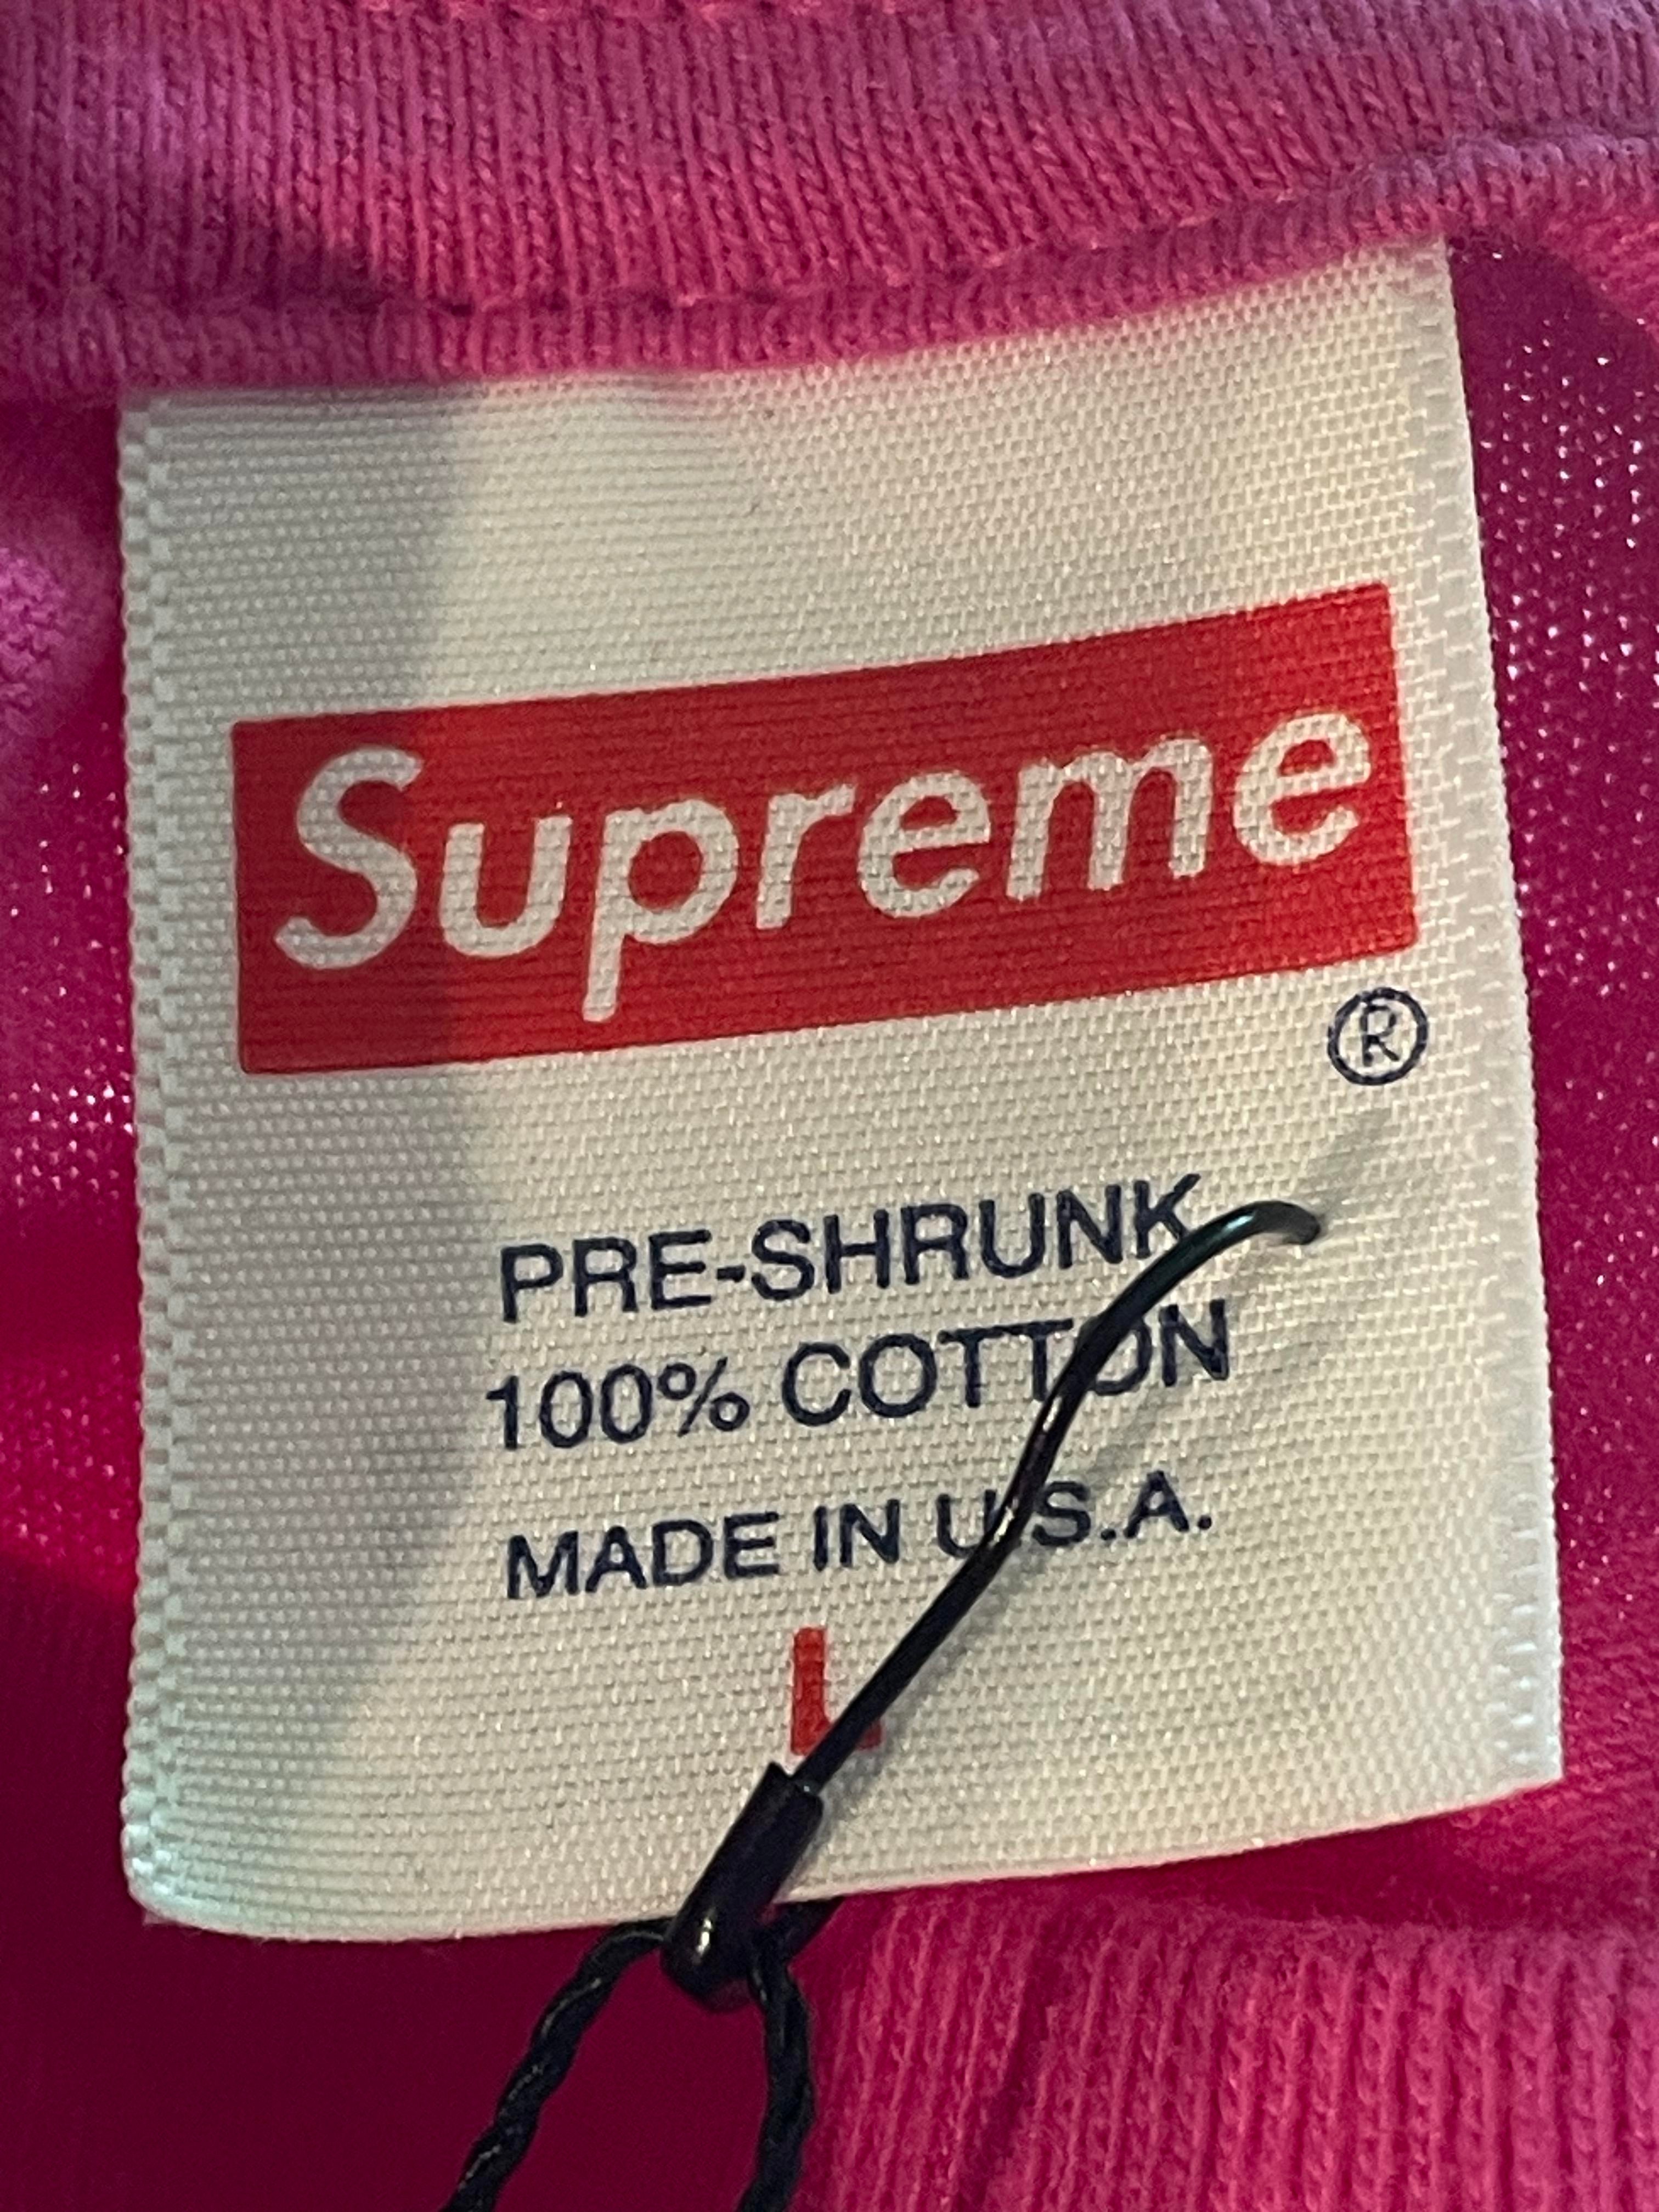 Supreme
®
PRE-SHRUNK
100% COTTON
MADE IN U.S.A.
L